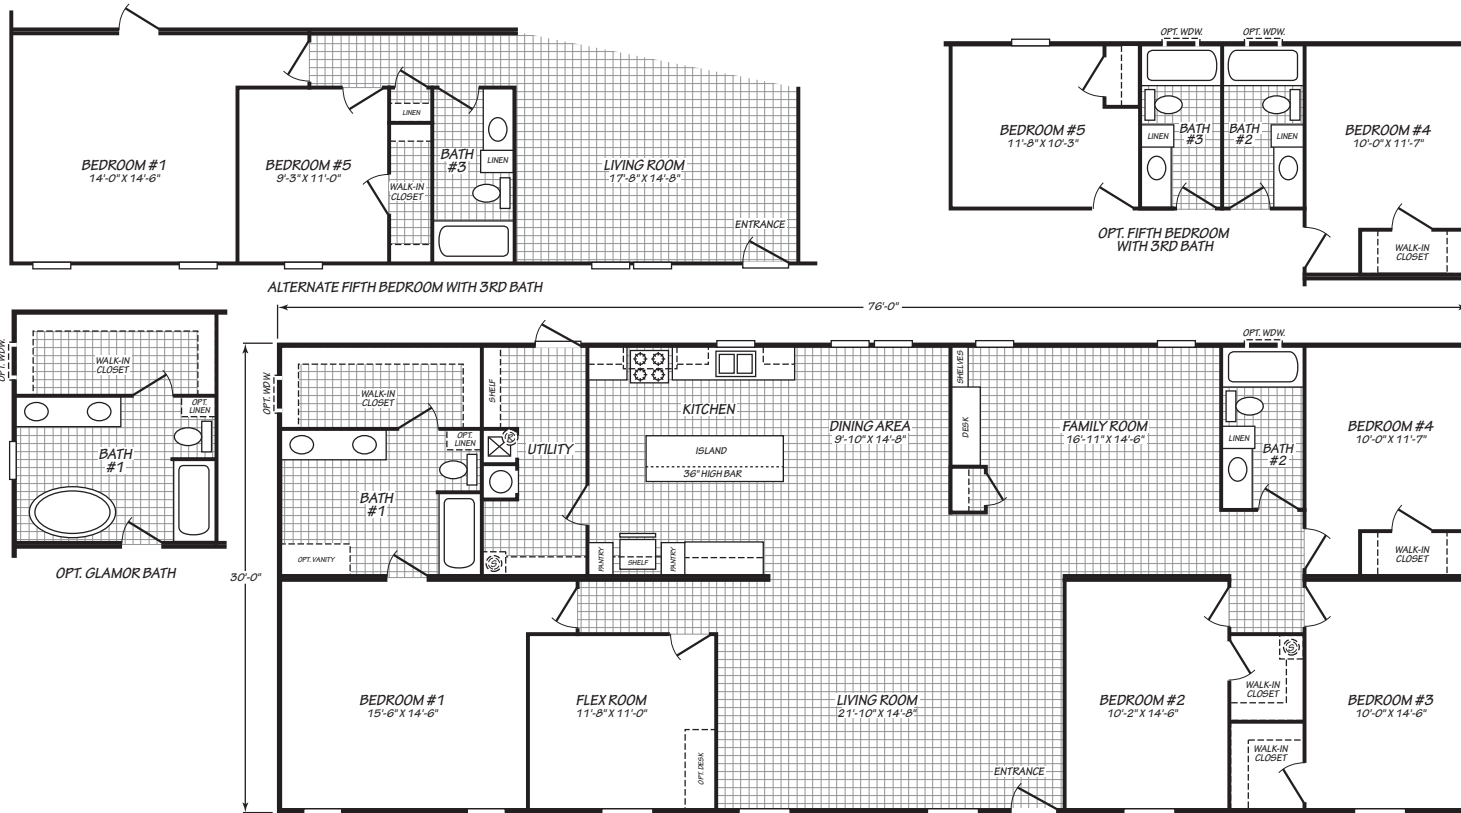 BEDROOM #1
14'-0" X 14'-6"
BEDROOM #5
9'-3" X 11'-0"
LINEN
WALK-IN
CLOSET
BATH
#3
LINEN
LIVING ROOM
17'-8" X 14'-8"
ENTRANCE
ALTERNATE FIFTH BEDROOM WITH 3RD BATH
OPT. WDW.
OPT. WDW.
BEDROOM #5
11'-8" X 10'-3"
LINEN
BATH
#3
BATH
#2
LINEN
BEDROOM #4
10'-0" X 11'-7"
WALK-IN
CLOSET
OPT. FIFTH BEDROOM
WITH 3RD BATH
OPT. WDW.
WALK-IN
CLOSET
OPT.
LINEN
BATH
#1
OPT. GLAMOR BATH
76'-0"
30'-0"
OPT. WDW.
WALK-IN
CLOSET
OPT.
LINEN
BATH
#1
OPT. VANITY
SHELF
UTILITY
S
KITCHEN
ISLAND
36" HIGH BAR
PANTRY
SHELF
PANTRY
DINING AREA
9'-10" X 14'-8"
SHELVES
DESK
FAMILY ROOM
16'-11" X 14'-6"
OPT. WDW.
LINEN
BATH
#2
BEDROOM #4
10'-0" X 11'-7"
WALK-IN
CLOSET
BEDROOM #1
15'-6" X 14'-6"
FLEX ROOM
11'-8" X 11'-0"
OPT. DESK
LIVING ROOM
21'-10" X 14'-8"
ENTRANCE
BEDROOM #2
10'-2" X 14'-6"
S
WALK-IN
CLOSET
WALK-IN
CLOSET
BEDROOM #3
10'-0" X 14'-6"